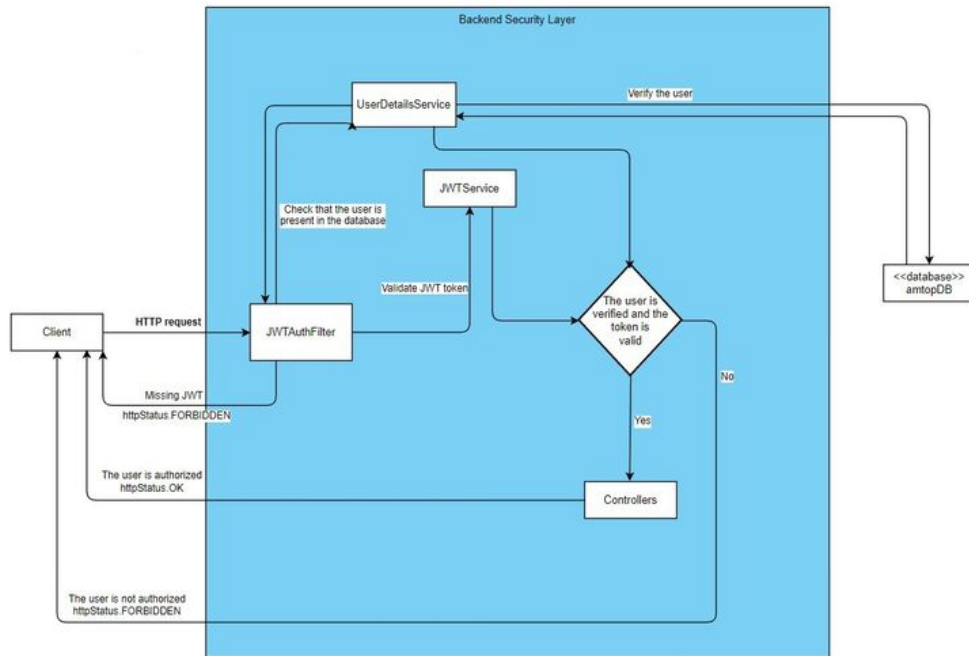 Backend Security Layer
UserDetailsService
Verify the user
JWTService
Check that the user is
present in the database
<<database>>
amtopDB
Validate JWT token
The user is
verified and the
token is
valid
Client
HTTP request
JWTAuthFilter
No
Missing JWT
httpStatus.FORBIDDEN
Yes
The user is authorized
httpStatus.OK
Controllers
The user is not authorized
httpStatus.FORBIDDEN